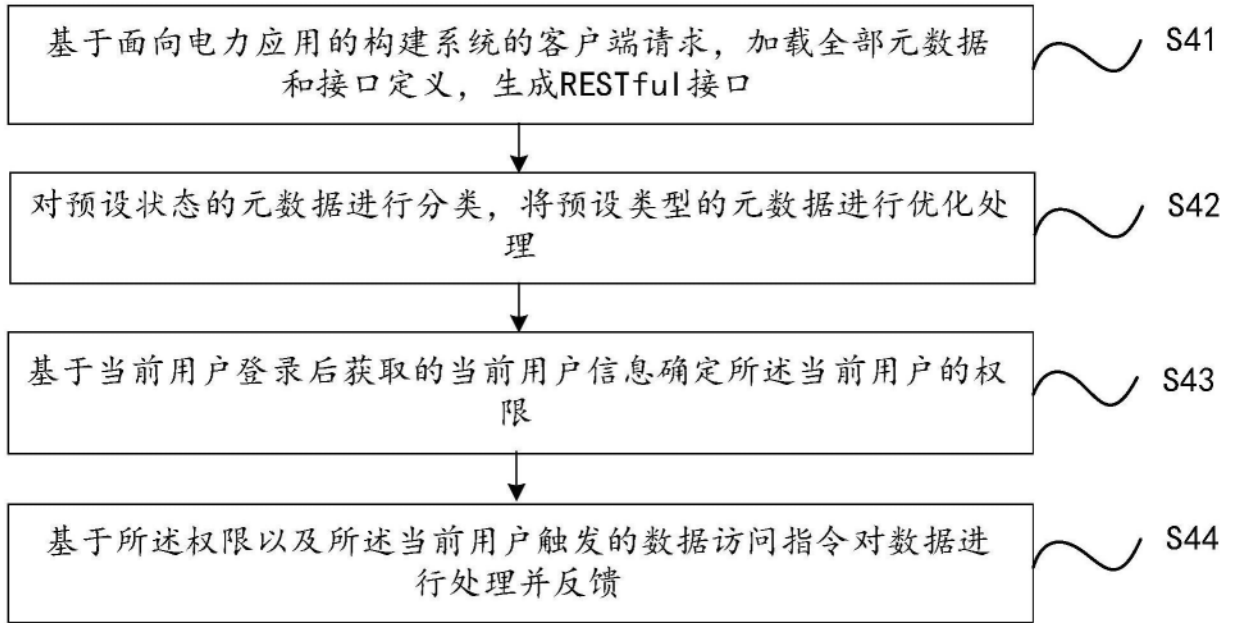 基于面向电力应用的构建系统的客户端请求，加载全部元数据
和接口定义，生成RESTful接口
S41
对预设状态的元数据进行分类，将预设类型的元数据进行优化处
理
S42
基于当前用户登录后获取的当前用户信息确定所述当前用户的权
限
S43
基于所述权限以及所述当前用户触发的数据访问指令对数据进
行处理并反馈
S44